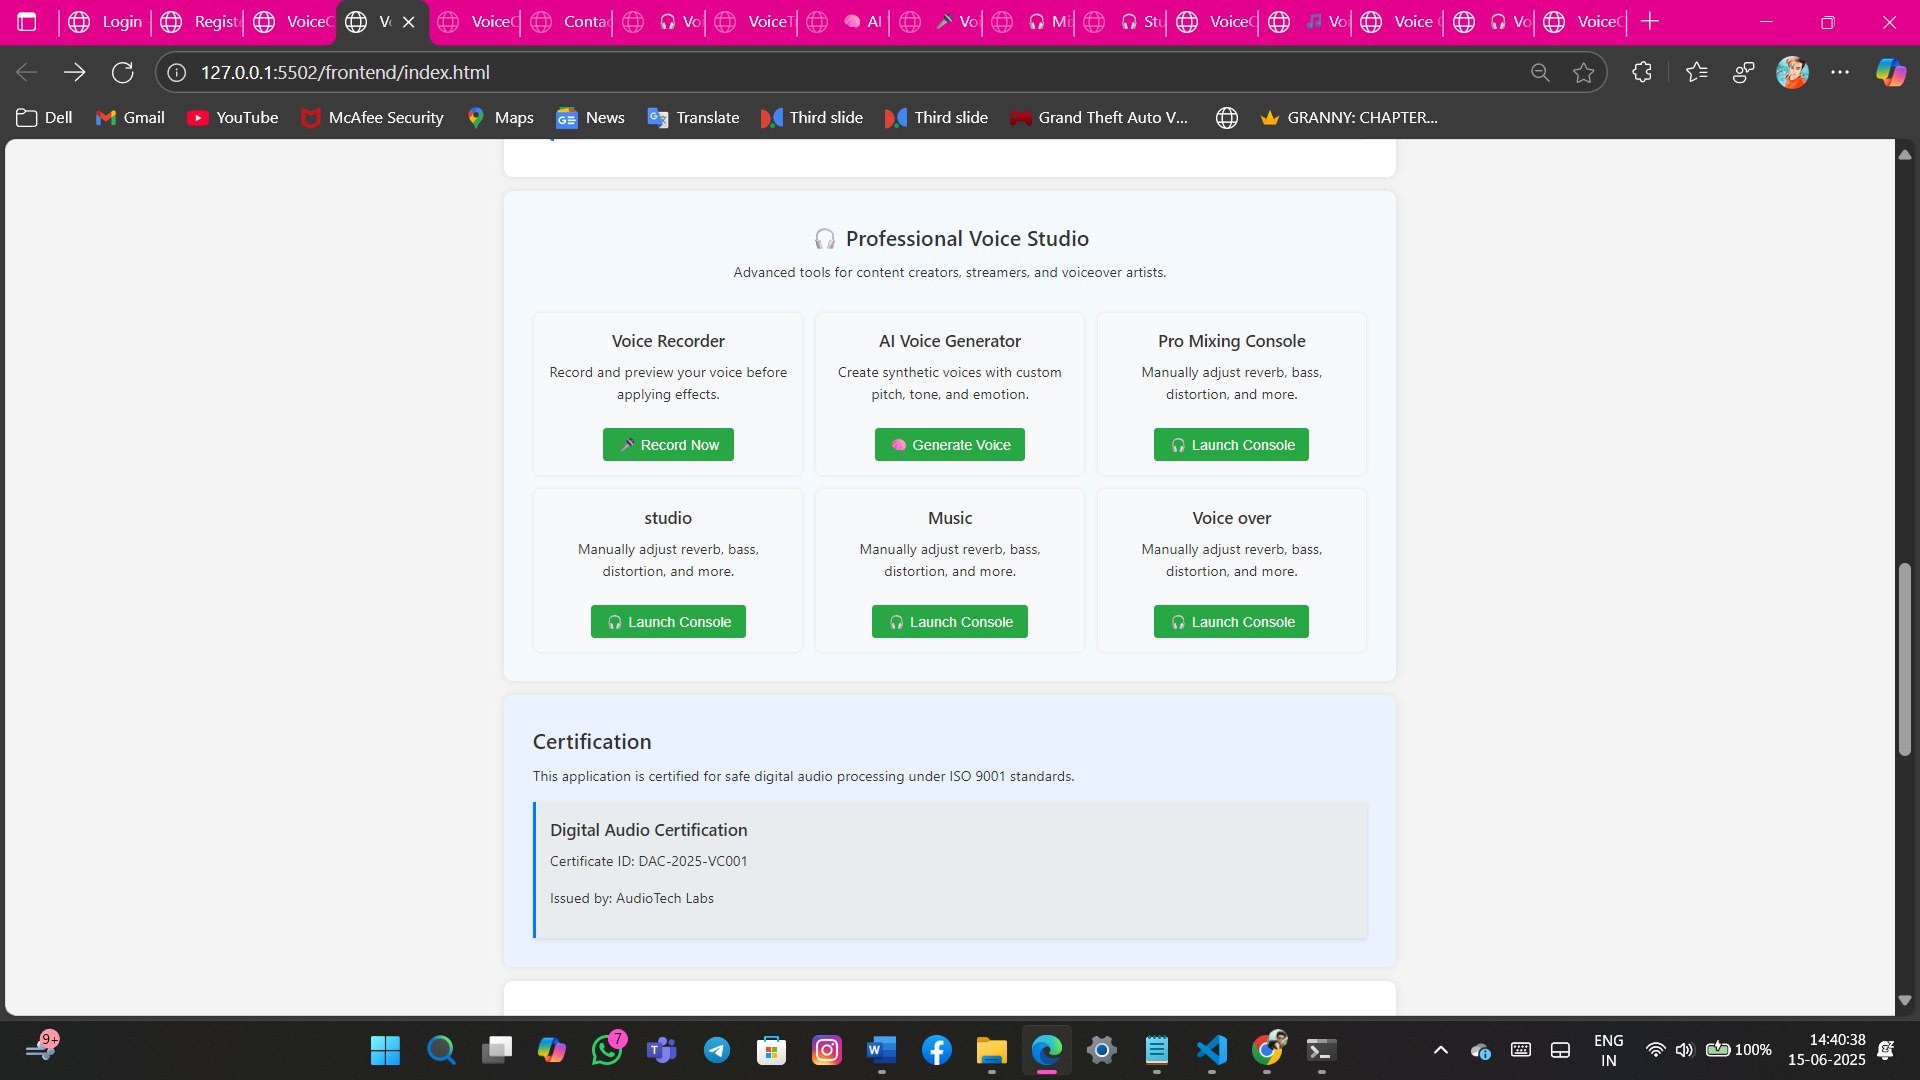 Login
Registe
VoiceC
Vo
VoiceC
Contac
Voi
VoiceT
AI
Vo
Mi
Stu
VoiceC
Voi
Voice
Vo
VoiceC
127.0.0.1:5502/frontend/index.html
Dell
Gmail
YouTube
McAfee Security
Maps
News
Translate
Third slide
Third slide
Grand Theft Auto V...
GRANNY: CHAPTER...
Professional Voice Studio
Advanced tools for content creators, streamers, and voiceover artists.
Voice Recorder
Record and preview your voice before
applying effects.
Record Now
AI Voice Generator
Create synthetic voices with custom
pitch, tone, and emotion.
Generate Voice
Pro Mixing Console
Manually adjust reverb, bass,
distortion, and more.
Launch Console
studio
Manually adjust reverb, bass,
distortion, and more.
Launch Console
Music
Manually adjust reverb, bass,
distortion, and more.
Launch Console
Voice over
Manually adjust reverb, bass,
distortion, and more.
Launch Console
Certification
This application is certified for safe digital audio processing under ISO 9001 standards.
Digital Audio Certification
Certificate ID: DAC-2025-VC001
Issued by: AudioTech Labs
9+
7
ENG
IN
100%
14:40:38
15-06-2025